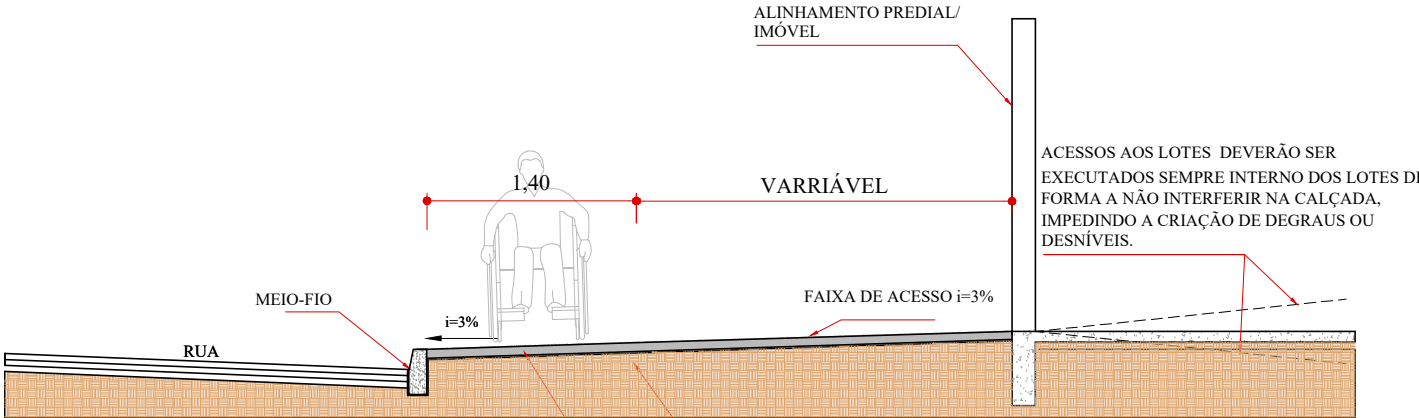 ALINHAMENTO PREDIAL/
IMÓVEL
ACESSOS AOS LOTES DEVERÃO SER
EXECUTADOS SEMPRE INTERNO DOS LOTES DE
FORMA A NÃO INTERFERIR NA CALÇADA,
IMPEDINDO A CRIAÇÃO DE DEGRAUS OU
DESNÍVEIS.
1,40
VARRIÁVEL
MEIO-FIO
FAIXA DE ACESSO i=3%
i=3%
RUA